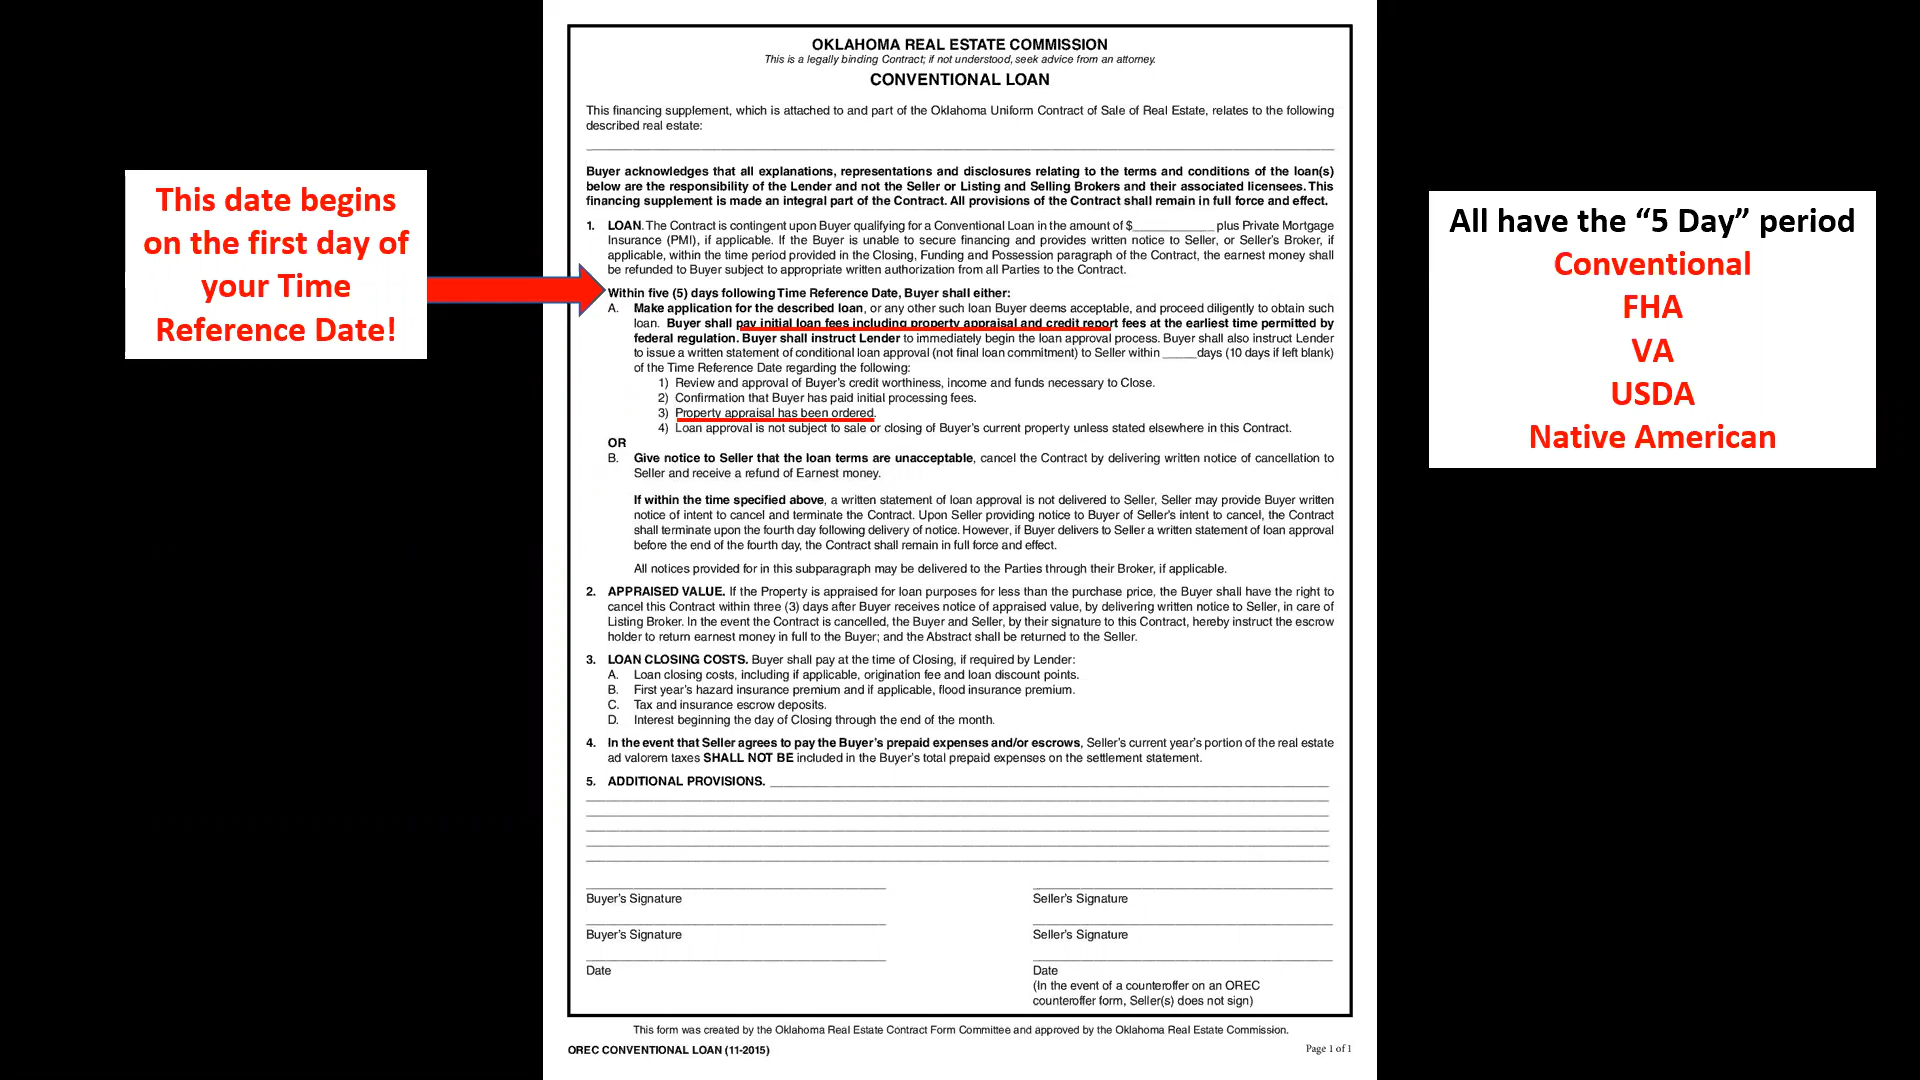 This date begins
on the first day of
your Time
Reference Date!
OKLAHOMA REAL ESTATE COMMISSION
This is a legally binding Contract; if not understood, seek advice from an attorney.
CONVENTIONAL LOAN
This financing supplement, which is attached to and part of the Oklahoma Uniform Contract of Sale of Real Estate, relates to the following
described real estate:
Buyer acknowledges that all explanations, representations and disclosures relating to the terms and conditions of the loan(s)
below are the responsibility of the Lender and not the Seller or Listing and Selling Brokers and their associated licensees. This
financing supplement is made an integral part of the Contract. All provisions of the Contract shall remain in full force and effect.
1. LOAN. The Contract is contingent upon Buyer qualifying for a Conventional Loan in the amount of $____________ plus Private Mortgage
Insurance (PMI), if applicable. If the Buyer is unable to secure financing and provides written notice to Seller, or Seller's Broker, if
applicable, within the time period provided in the Closing, Funding and Possession paragraph of the Contract, the earnest money shall
be refunded to Buyer subject to appropriate written authorization from all Parties to the Contract.
Within five (5) days following Time Reference Date, Buyer shall either:
A. Make application for the described loan, or any other such loan Buyer deems acceptable, and proceed diligently to obtain such
loan. Buyer shall pay initial loan fees including property appraisal and credit report fees at the earliest time permitted by
federal regulation. Buyer shall instruct Lender to immediately begin the loan approval process. Buyer shall also instruct Lender
to issue a written statement of conditional loan approval (not final loan commitment) to Seller within _____days (10 days if left blank)
of the Time Reference Date regarding the following:
1) Review and approval of Buyer's credit worthiness, income and funds necessary to Close.
2) Confirmation that Buyer has paid initial processing fees.
3) Property appraisal has been ordered.
4) Loan approval is not subject to sale or closing of Buyer's current property unless stated elsewhere in this Contract.
OR
B. Give notice to Seller that the loan terms are unacceptable, cancel the Contract by delivering written notice of cancellation to
Seller and receive a refund of Earnest money.
If within the time specified above, a written statement of loan approval is not delivered to Seller, Seller may provide Buyer written
notice of intent to cancel and terminate the Contract. Upon Seller providing notice to Buyer of Seller's intent to cancel, the Contract
shall terminate upon the fourth day following delivery of notice. However, if Buyer delivers to Seller a written statement of loan approval
before the end of the fourth day, the Contract shall remain in full force and effect.
All notices provided for in this subparagraph may be delivered to the Parties through their Broker, if applicable.
2. APPRAISED VALUE. If the Property is appraised for loan purposes for less than the purchase price, the Buyer shall have the right to
cancel this Contract within three (3) days after Buyer receives notice of appraised value, by delivering written notice to Seller, in care of
Listing Broker. In the event the Contract is cancelled, the Buyer and Seller, by their signature to this Contract, hereby instruct the escrow
holder to return earnest money in full to the Buyer; and the Abstract shall be returned to the Seller.
3. LOAN CLOSING COSTS. Buyer shall pay at the time of Closing, if required by Lender:
A. Loan closing costs, including if applicable, origination fee and loan discount points.
B. First year's hazard insurance premium and if applicable, flood insurance premium.
C. Tax and insurance escrow deposits.
D. Interest beginning the day of Closing through the end of the month.
4. In the event that Seller agrees to pay the Buyer's prepaid expenses and/or escrows, Seller's current year's portion of the real estate
ad valorem taxes SHALL NOT BE included in the Buyer's total prepaid expenses on the settlement statement.
5. ADDITIONAL PROVISIONS.
Buyer's Signature Seller's Signature
Buyer's Signature Seller's Signature
Date Date
(In the event of a counteroffer on an OREC
counteroffer form, Seller(s) does not sign)
This form was created by the Oklahoma Real Estate Contract Form Committee and approved by the Oklahoma Real Estate Commission.
OREC CONVENTIONAL LOAN (11-2015) Page 1 of 1
All have the “5 Day” period
Conventional
FHA
VA
USDA
Native American